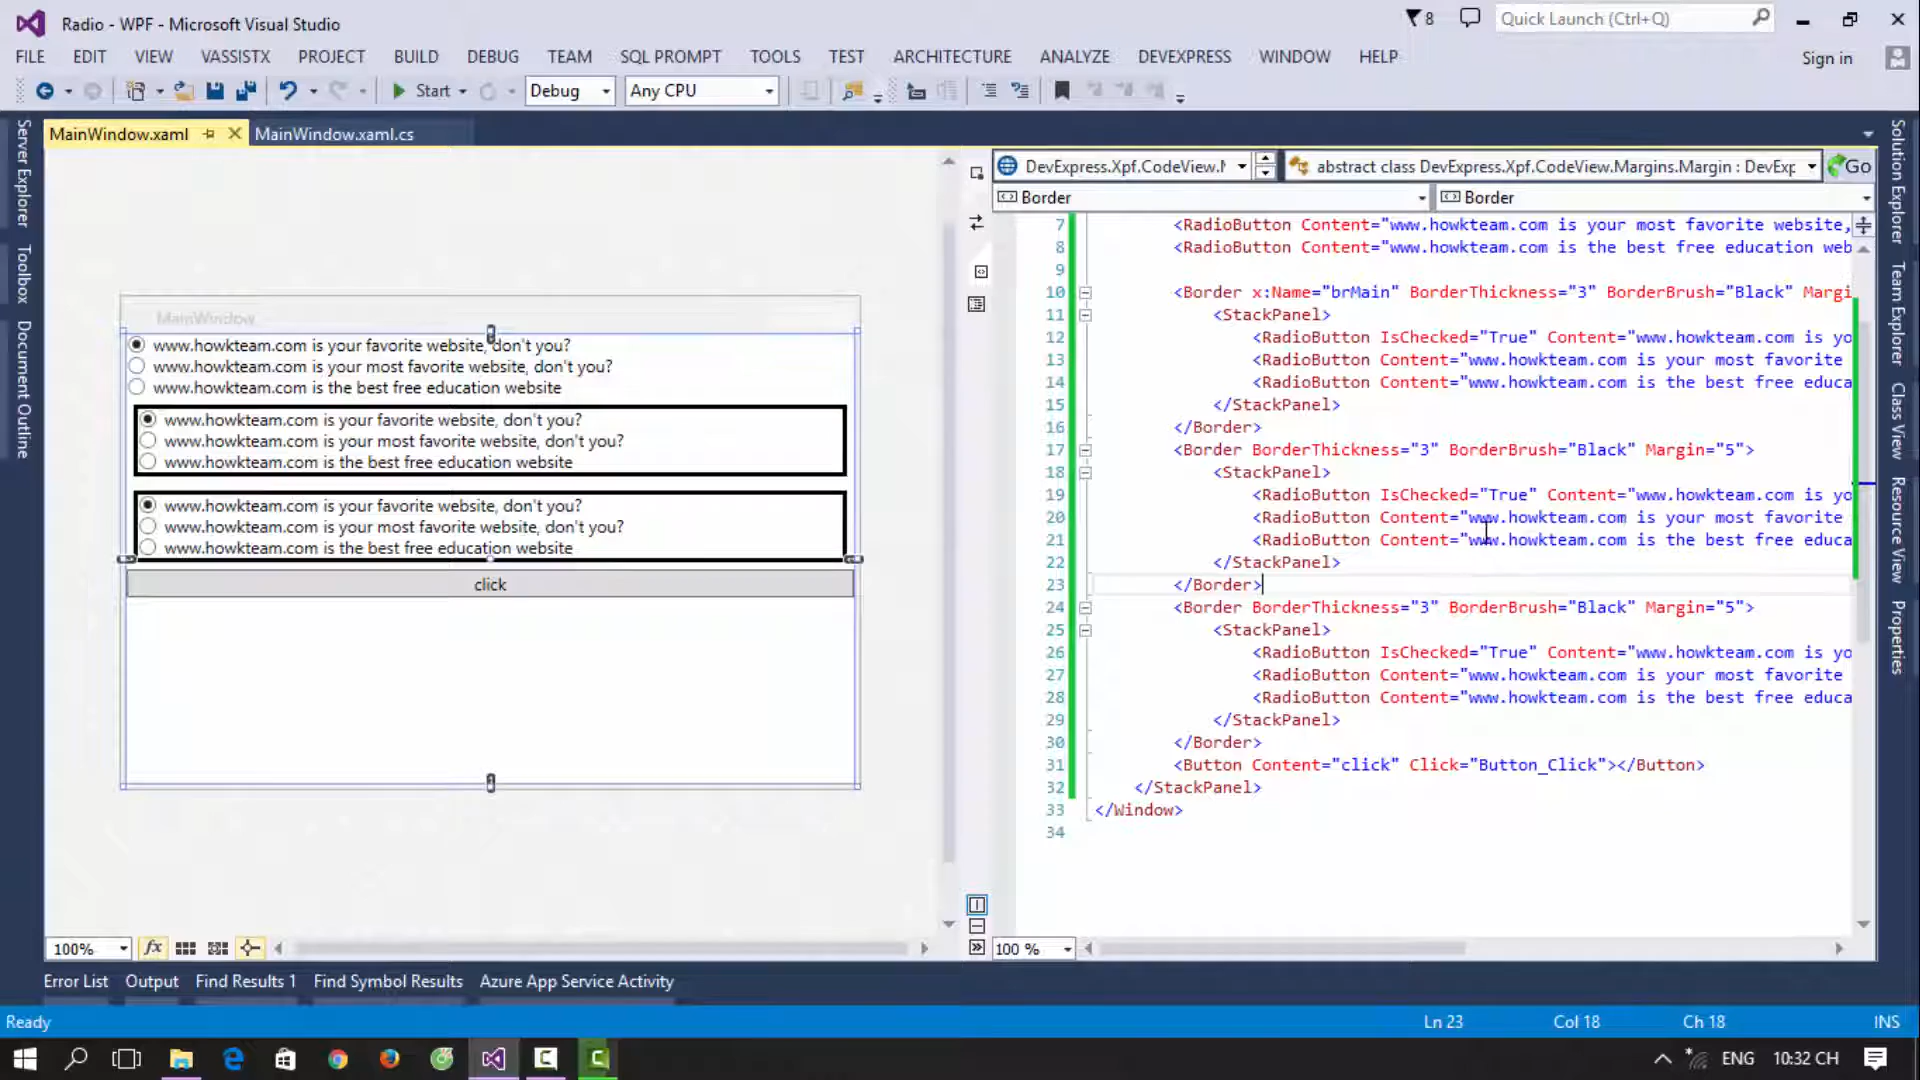 Radio - WPF - Microsoft Visual Studio
8
Quick Launch (Ctrl+Q)
FILE EDIT VIEW VASSISTX PROJECT BUILD DEBUG TEAM SQL PROMPT TOOLS TEST ARCHITECTURE ANALYZE DEVEXPRESS WINDOW HELP
Sign in
Start Debug Any CPU
MainWindow.xaml MainWindow.xaml.cs
Server Explorer
Toolbox
Document Outline
MainWindow
www.howkteam.com is your favorite website, don't you?
www.howkteam.com is your most favorite website, don't you?
www.howkteam.com is the best free education website
www.howkteam.com is your favorite website, don't you?
www.howkteam.com is your most favorite website, don't you?
www.howkteam.com is the best free education website
www.howkteam.com is your favorite website, don't you?
www.howkteam.com is your most favorite website, don't you?
www.howkteam.com is the best free education website
click
100%
DevExpress.Xpf.CodeView.M abstract class DevExpress.Xpf.CodeView.Margins.Margin : DevExp Go
Border Border
7 <RadioButton Content="www.howkteam.com is your most favorite website,
8 <RadioButton Content="www.howkteam.com is the best free education web
9
10 <Border x:Name="brMain" BorderThickness="3" BorderBrush="Black" Margi
11 <StackPanel>
12 <RadioButton IsChecked="True" Content="www.howkteam.com is yo
13 <RadioButton Content="www.howkteam.com is your most favorite
14 <RadioButton Content="www.howkteam.com is the best free educa
15 </StackPanel>
16 </Border>
17 <Border BorderThickness="3" BorderBrush="Black" Margin="5">
18 <StackPanel>
19 <RadioButton IsChecked="True" Content="www.howkteam.com is yo
20 <RadioButton Content="www.howkteam.com is your most favorite
21 <RadioButton Content="www.howkteam.com is the best free educa
22 </StackPanel>
23 </Border>
24 <Border BorderThickness="3" BorderBrush="Black" Margin="5">
25 <StackPanel>
26 <RadioButton IsChecked="True" Content="www.howkteam.com is yo
27 <RadioButton Content="www.howkteam.com is your most favorite
28 <RadioButton Content="www.howkteam.com is the best free educa
29 </StackPanel>
30 </Border>
31 <Button Content="click" Click="Button_Click"></Button>
32 </StackPanel>
33 </Window>
34
100 %
Solution Explorer
Team Explorer
Class View
Resource View
Properties
Error List Output Find Results 1 Find Symbol Results Azure App Service Activity
Ready Ln 23 Col 18 Ch 18 INS
ENG 10:32 CH